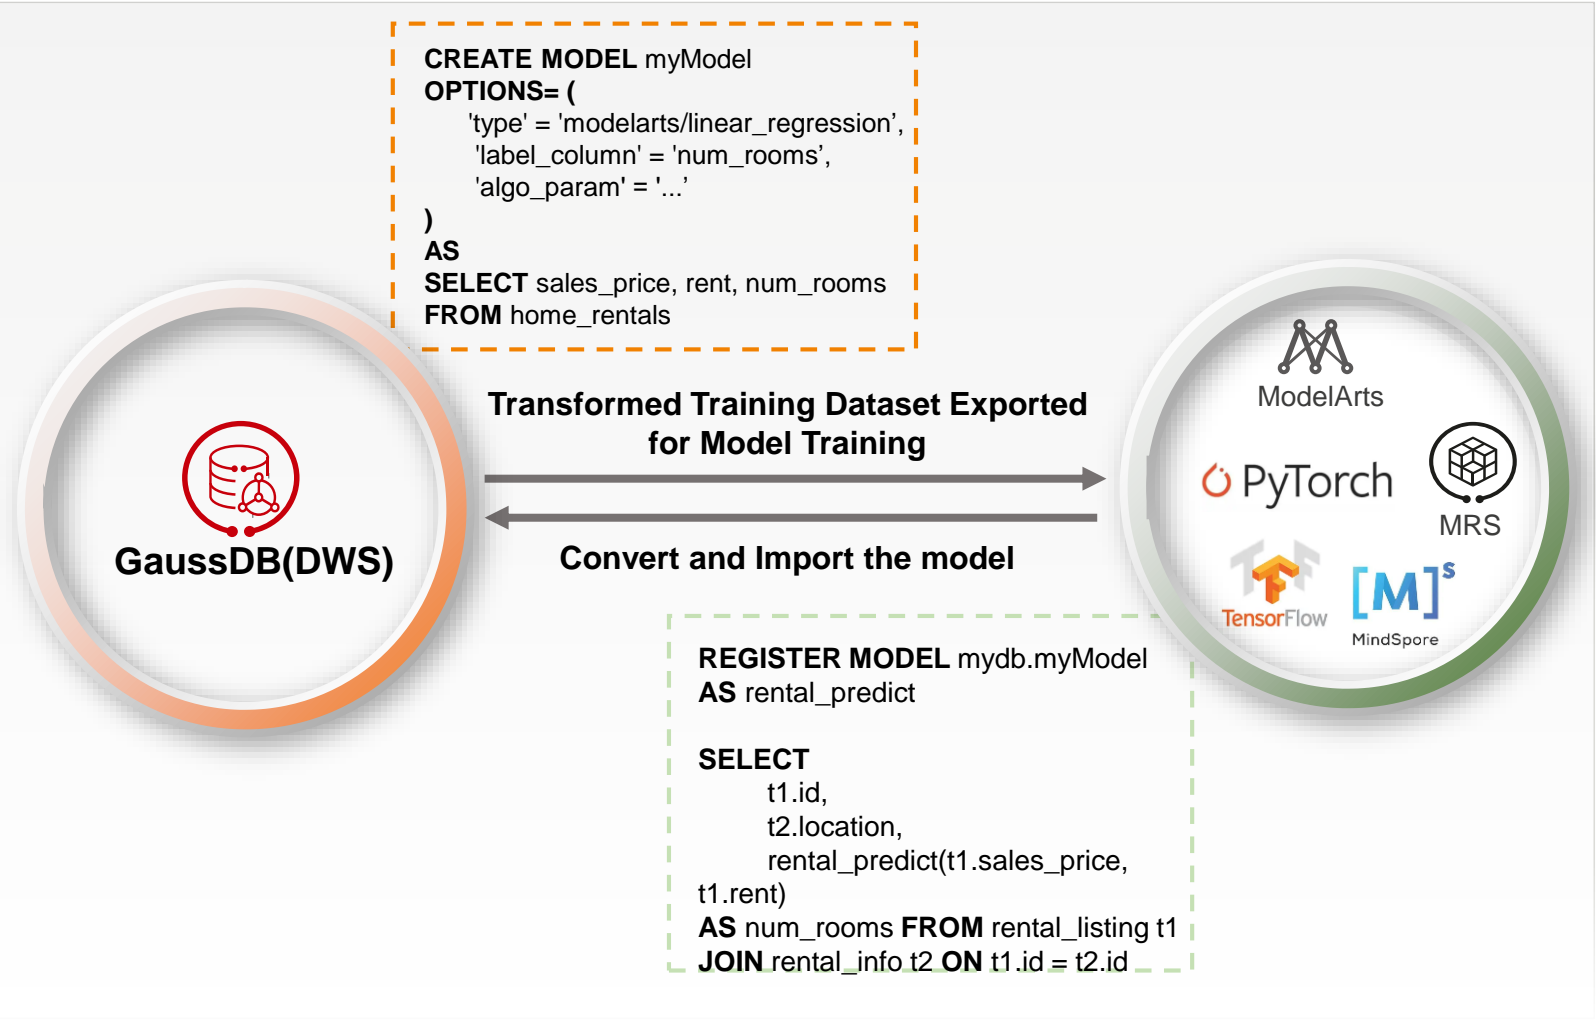 CREATE MODEL myModel
OPTIONS= (
'type' = 'modelarts/linear_regression’,
'label_column' = 'num_rooms’,
'algo_param' = '...’
)
AS
SELECT sales_price, rent, num_rooms
FROM home_rentals
GaussDB(DWS)
Transformed Training Dataset Exported
for Model Training
Convert and Import the model
ModelArts
PyTorch
MRS
TensorFlow
[M]s
MindSpore
REGISTER MODEL mydb.myModel
AS rental_predict
SELECT
t1.id,
t2.location,
rental_predict(t1.sales_price,
t1.rent)
AS num_rooms FROM rental_listing t1
JOIN rental_info t2 ON t1.id = t2.id